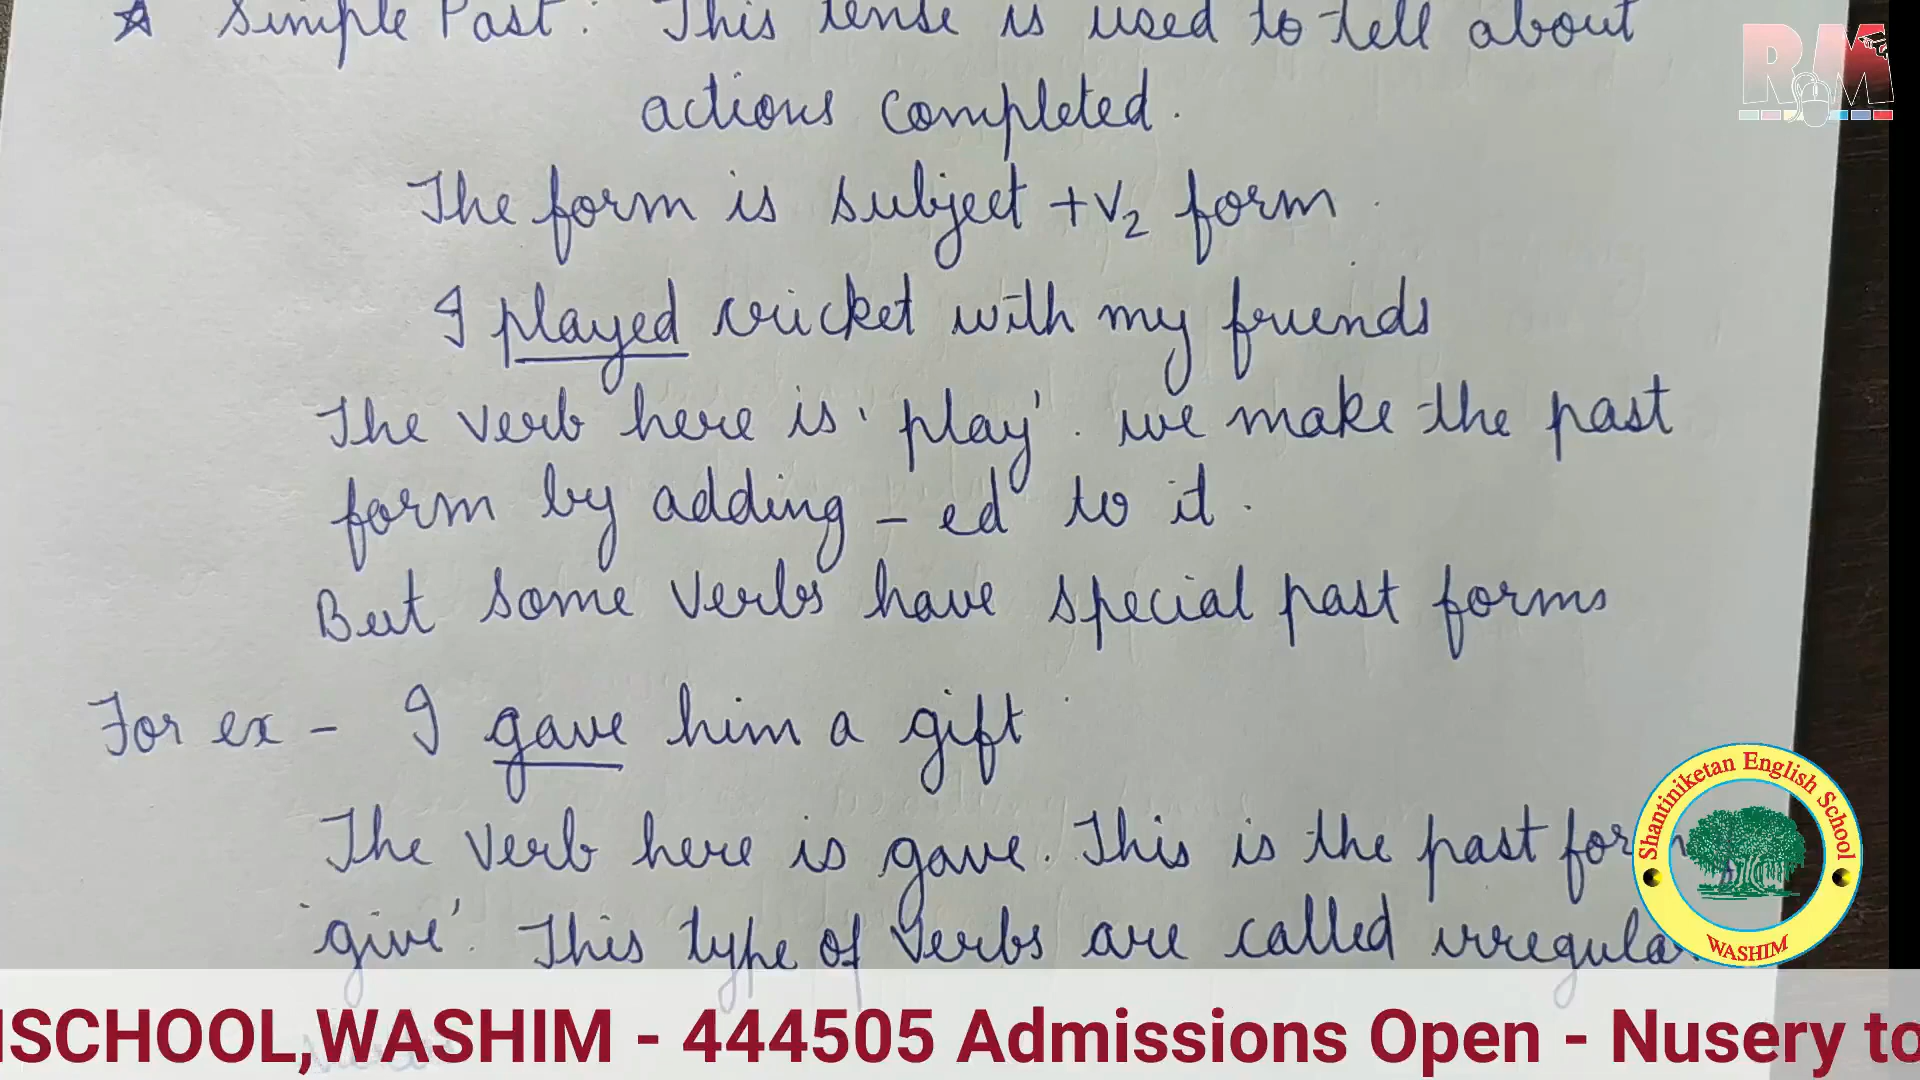 ☆ Simple Past : This tense is used to tell about
actions completed.
The form is subject + V2 form.
I played cricket with my friends
The verb here is 'play'. we make the past
form by adding - ed to it.
But some verbs have special past forms
For ex - I gave him a gift
The verb here is gave. This is the past for
'give'. This type of verbs are called irregular
RM
Shantiniketan English School
WASHIM
SCHOOL,WASHIM - 444505 Admissions Open - Nusery to